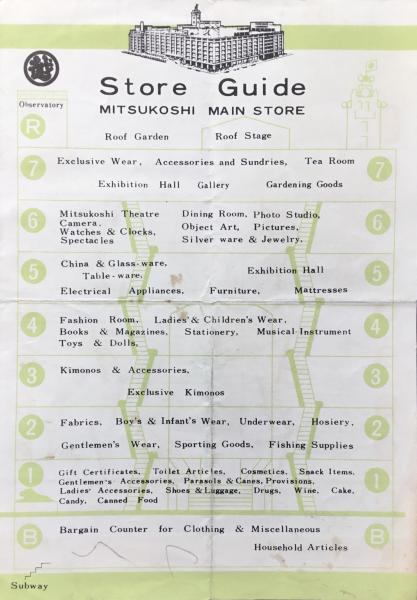 Store Guide
MITSUKOSHI MAIN STORE
Observatory
R
Roof Garden Roof Stage
7 Exclusive Wear, Accessories and Sundries, Tea Room 7
Exhibition Hall Gallery Gardening Goods
6 Mitsukoshi Theatre Dining Room, Photo Studio, 6
Camera, Object Art, Pictures,
Watches & Clocks, Silver ware & Jewelry,
Spectacles
5 China & Glass-ware, Exhibition Hall 5
Table-ware,
Electrical Appliances, Furniture, Mattresses
4 Fashion Room, Ladies' & Children's Wear, 4
Books & Magazines, Stationery, Musical Instrument
Toys & Dolls,
3 Kimonos & Accessories, 3
Exclusive Kimonos
2 Fabrics, Boy's & Infant's Wear, Underwear, Hosiery, 2
Gentlemen's Wear, Sporting Goods, Fishing Supplies
1 Gift Certificates, Toilet Articles, Cosmetics, Snack Items, 1
Gentlemen's Accessories, Parasols & Canes, Provisions,
Ladies' Accessories, Shoes & Luggage, Drugs, Wine, Cake,
Candy, Canned Food
B Bargain Counter for Clothing & Miscellaneous B
Household Articles
Subway